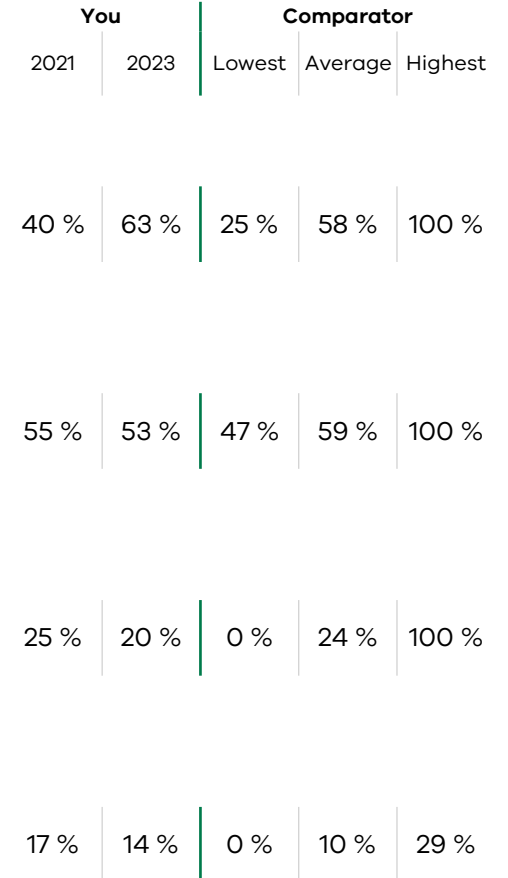 You Comparator
2021 2023 Lowest Average Highest
40 % 63 % 25 % 58 % 100 %
55 % 53 % 47 % 59 % 100 %
25 % 20 % 0 % 24 % 100 %
17 % 14 % 0 % 10 % 29 %